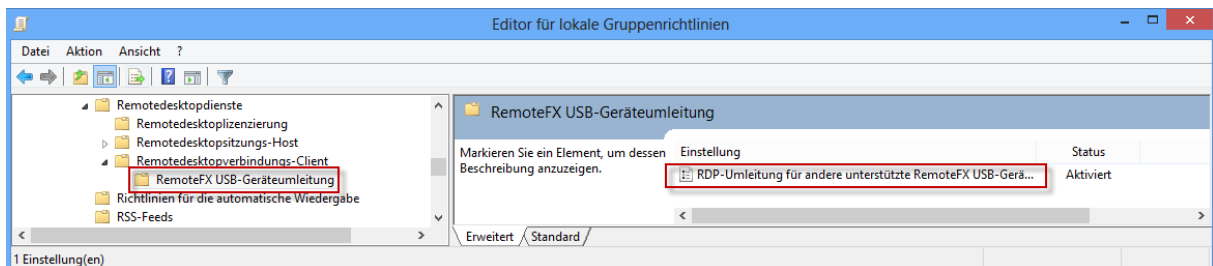 Editor für lokale Gruppenrichtlinien
Datei Aktion Ansicht ?
Remotedesktopdienste
Remotedesktoplizenzierung
Remotedesktopsitzungs-Host
Remotedesktopverbindungs-Client
RemoteFX USB-Geräteumleitung
Richtlinien für die automatische Wiedergabe
RSS-Feeds
RemoteFX USB-Geräteumleitung
Markieren Sie ein Element, um dessen
Beschreibung anzuzeigen.
Einstellung Status
RDP-Umleitung für andere unterstützte RemoteFX USB-Gerä... Aktiviert
Erweitert Standard
1 Einstellung(en)